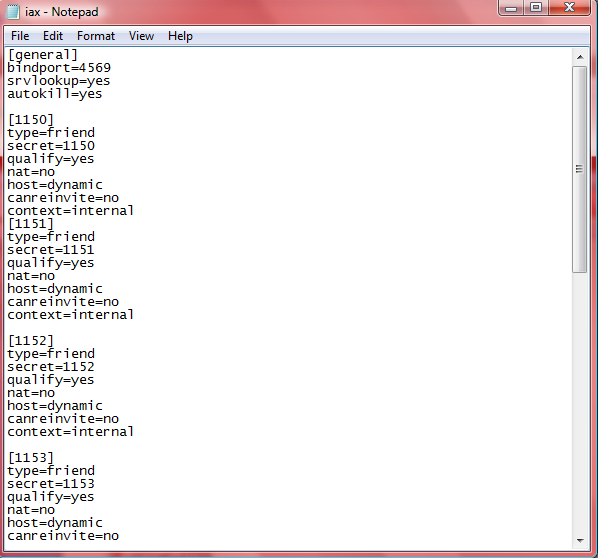 iax - Notepad
File Edit Format View Help
[general]
bindport=4569
srvlookup=yes
autokill=yes

[1150]
type=friend
secret=1150
qualify=yes
nat=no
host=dynamic
canreinvite=no
context=internal
[1151]
type=friend
secret=1151
qualify=yes
nat=no
host=dynamic
canreinvite=no
context=internal

[1152]
type=friend
secret=1152
qualify=yes
nat=no
host=dynamic
canreinvite=no
context=internal

[1153]
type=friend
secret=1153
qualify=yes
nat=no
host=dynamic
canreinvite=no